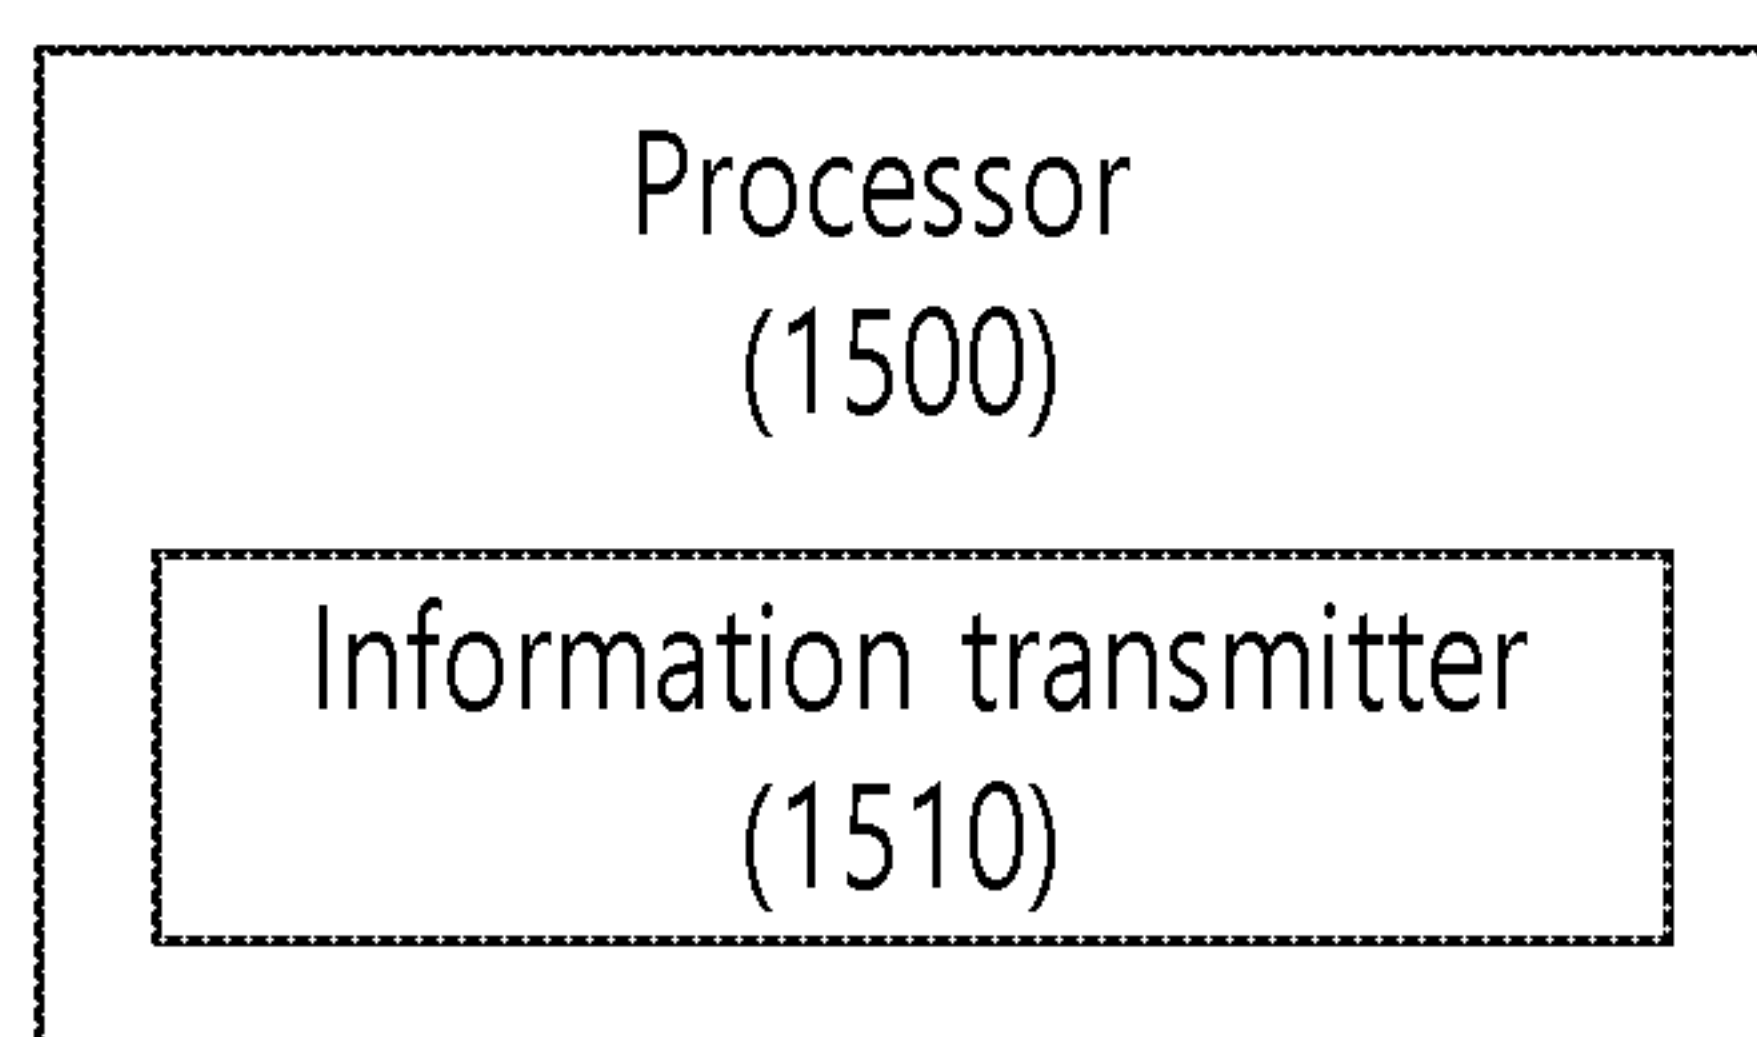 Processor
(1500)
Information transmitter
(1510)